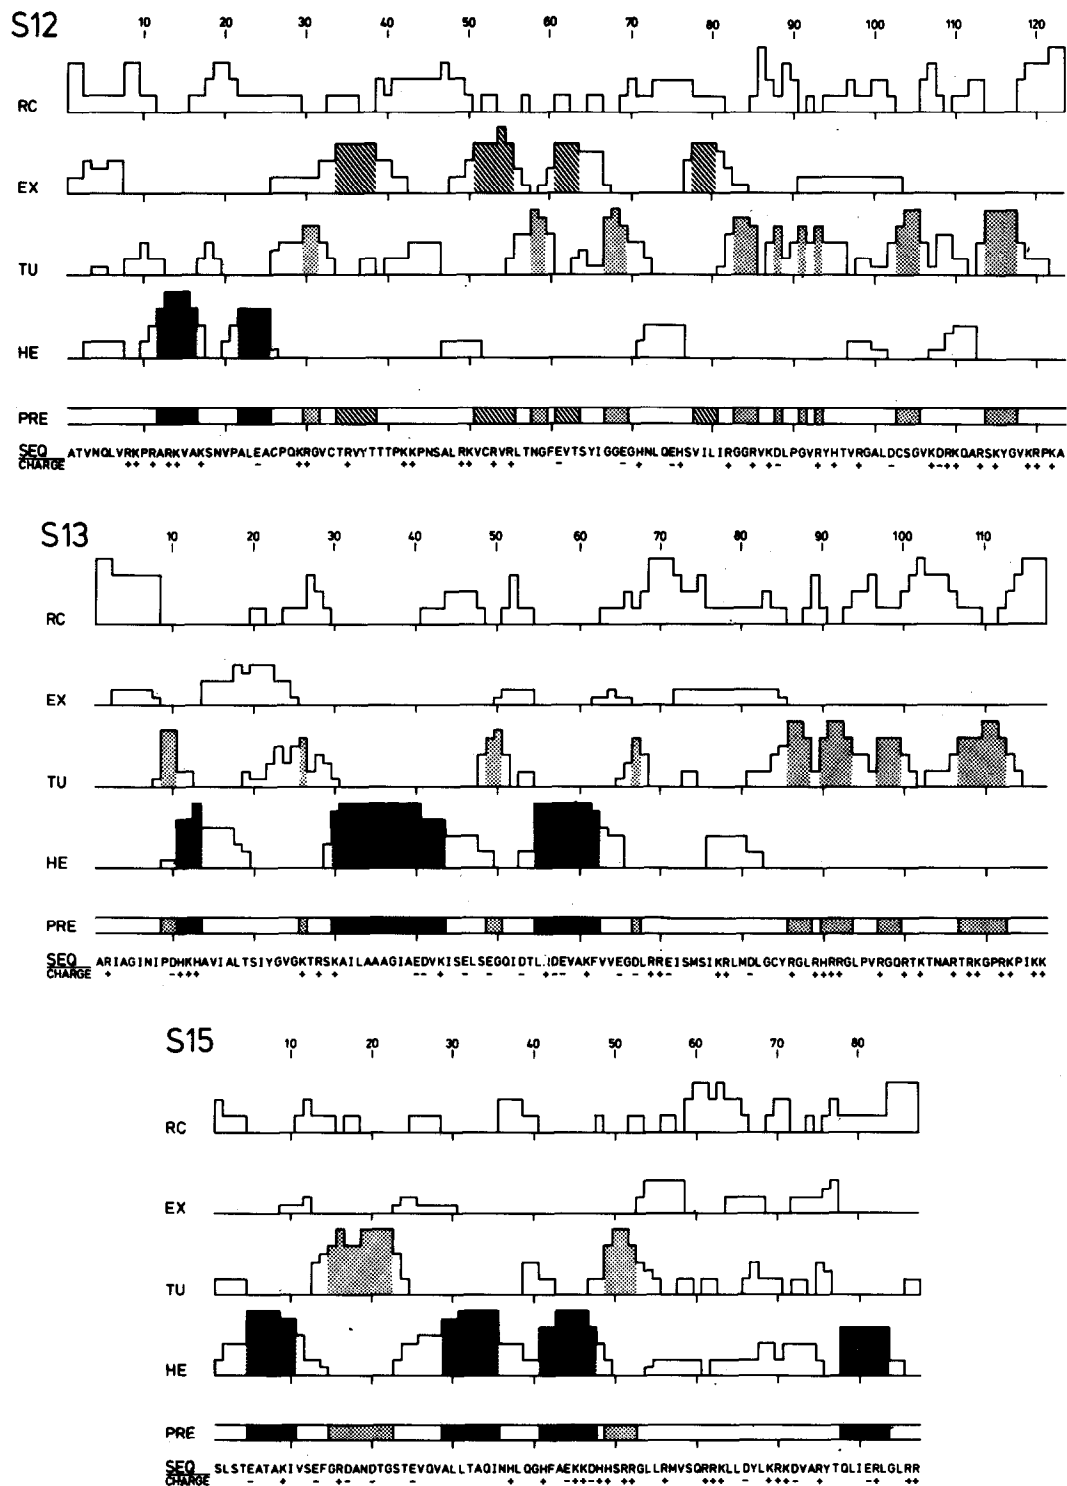 S12
10 20 30 40 50 60 70 80 90 100 110 120
RC
EX
TU
HE
PRE
SEQ ATVNQLVRKPRARKVAKSNVPALEACPQKRGVCTRVYTTTPKKPNSALRKVCRVRLTNGFEVTSYIGGEGHNLQEHSVILIRGGRVKDLPGVRYHTVRGALDCSGVKDRKQARSKYGVKRPKA
CHARGE
S13
10 20 30 40 50 60 70 80 90 100 110
RC
EX
TU
HE
PRE
SEQ ARIAGINIPDHKHAVIALTSIYGVGKTRSKAILAAAGIAEDVKISELSEGQIDTL.IDEVAKFVVEGDLRREISMSIKRLMDLGCYRGLRHRRGLPVRGQRTKTNARTRKGPRKPIKK
CHARGE
S15
10 20 30 40 50 60 70 80
RC
EX
TU
HE
PRE
SEQ SLSTEATAKIVSEFGRDANDTGSTEVQVALLTAQINHLQGHFAEKKDHHSRRGLLRMVSQRRKLLDYLKRKDVARYTQLIERLGLRR
CHARGE